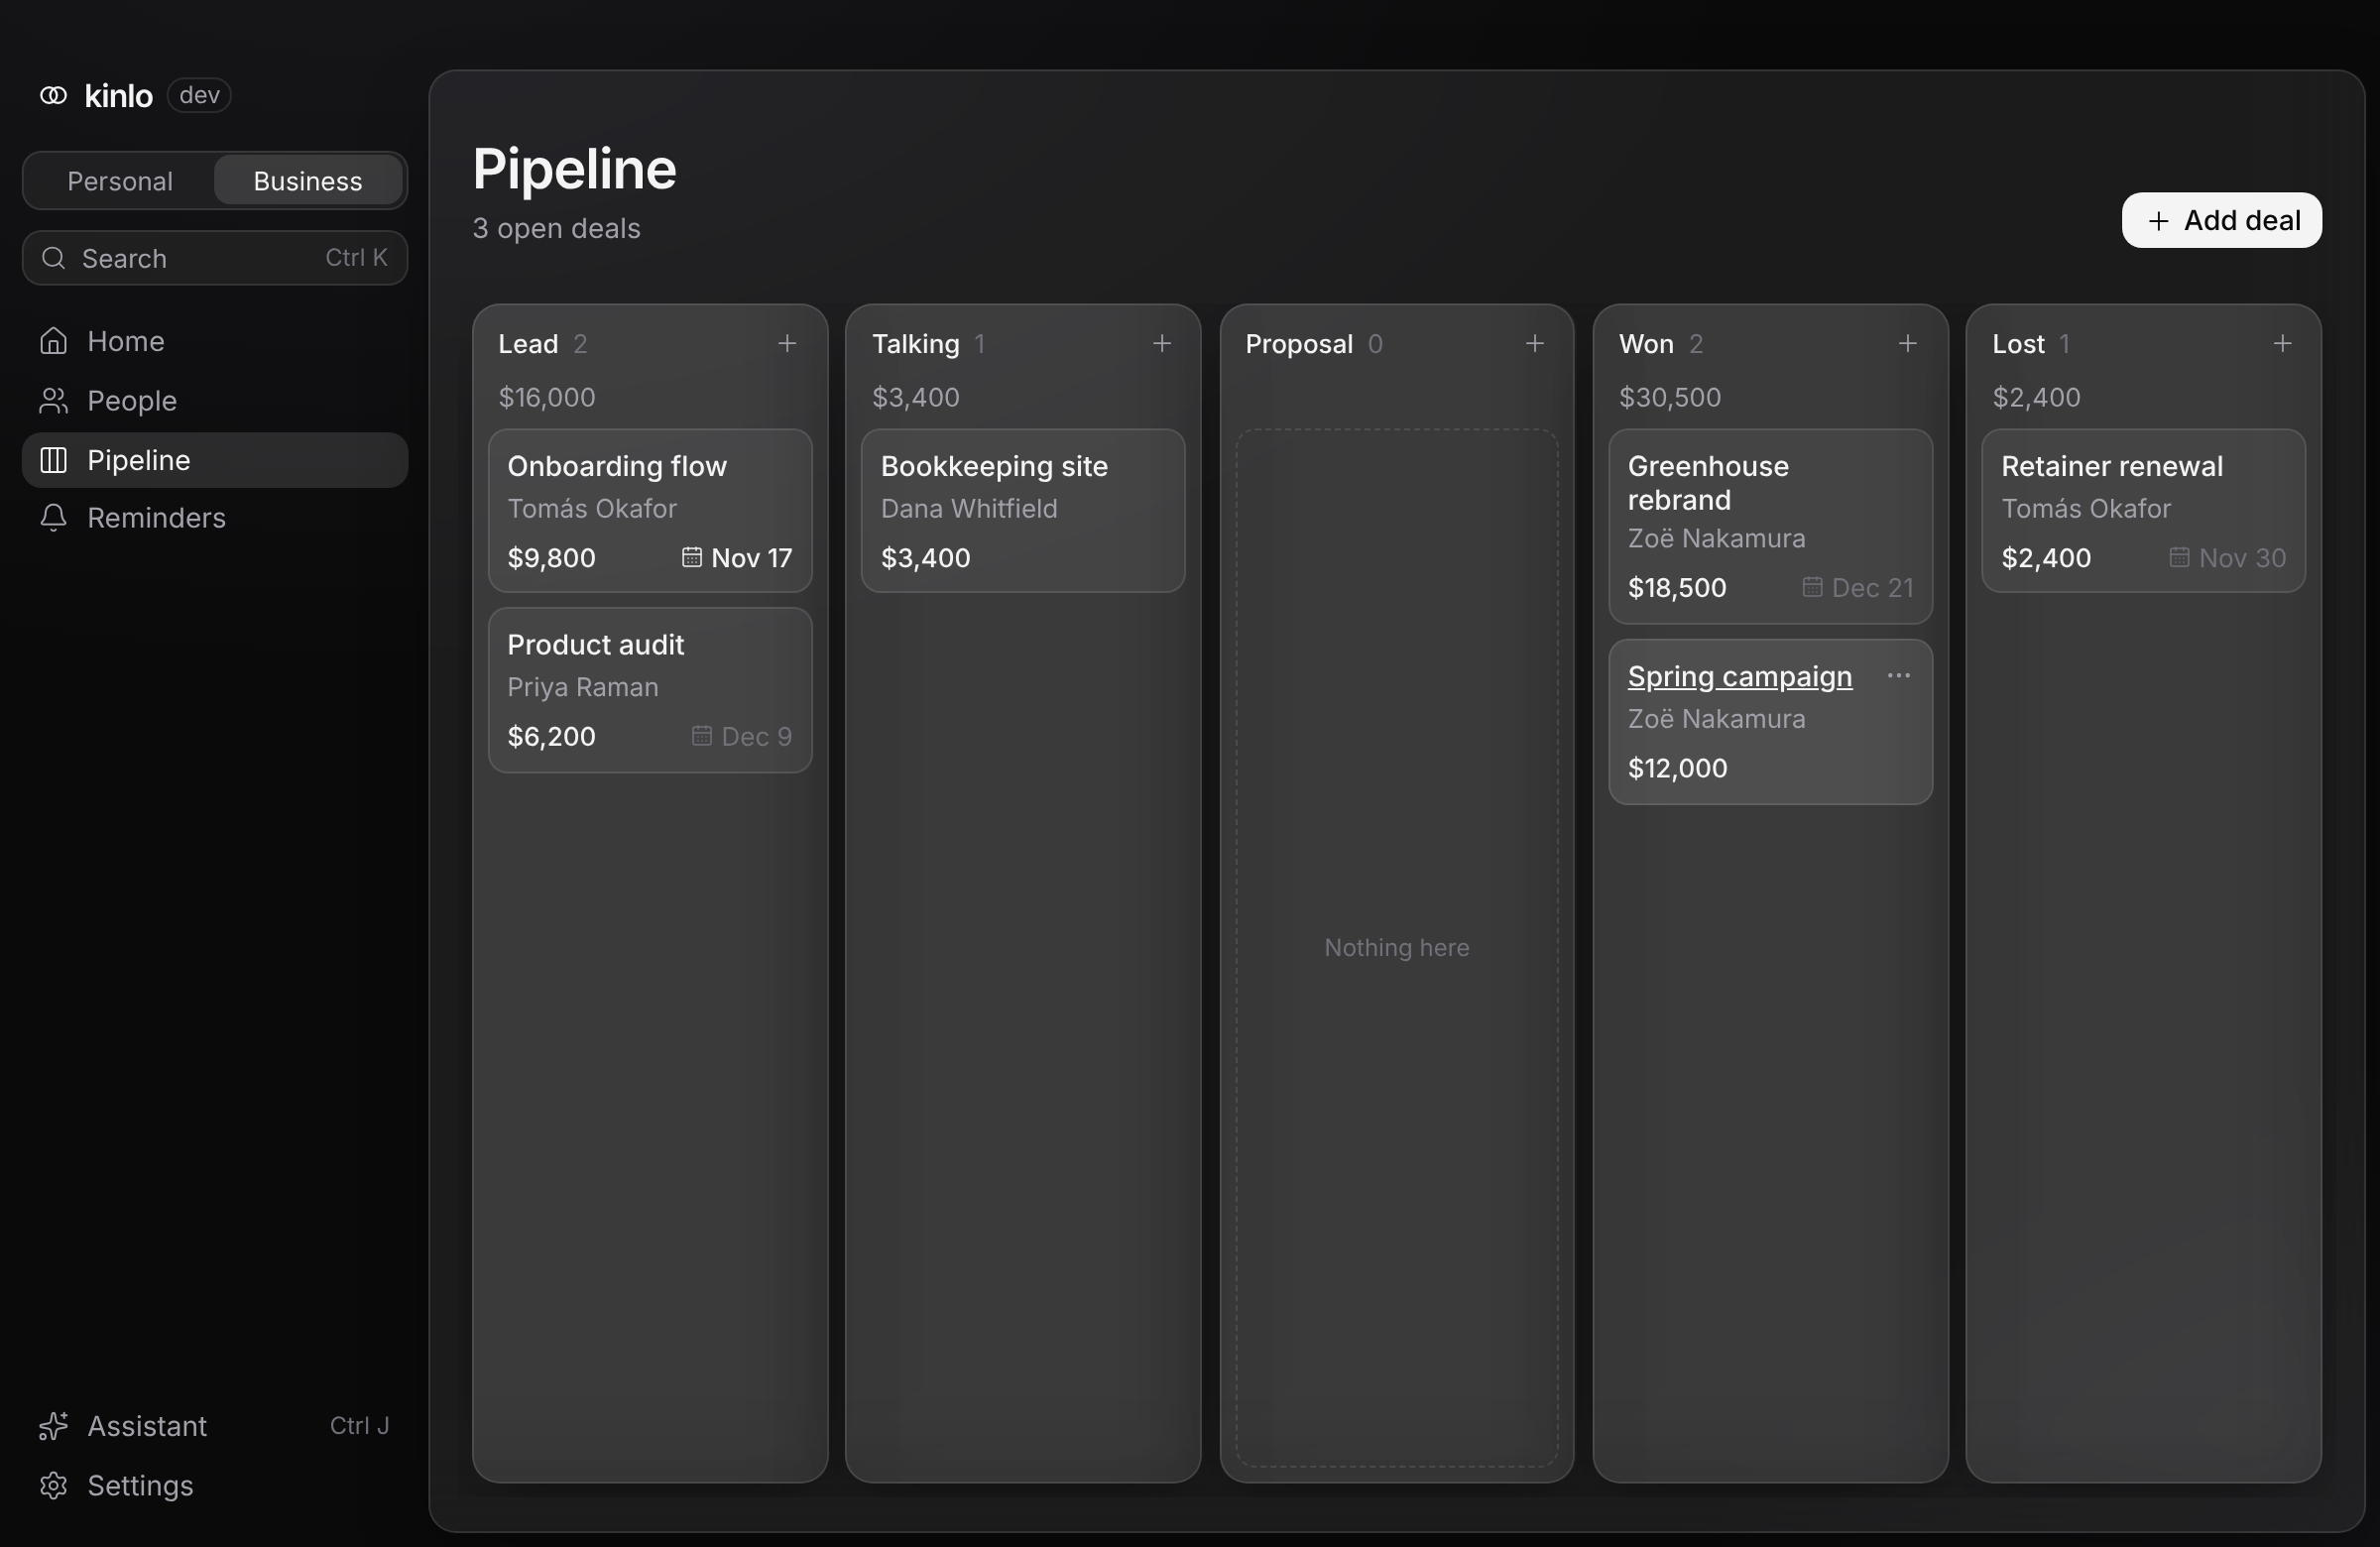 kinlo dev
Personal Business
Search Ctrl K
Home
People
Pipeline
Reminders
Assistant Ctrl J
Settings
Pipeline
3 open deals
+ Add deal
Lead 2 +
$16,000
Onboarding flow
Tomás Okafor
$9,800 Nov 17
Product audit
Priya Raman
$6,200 Dec 9
Talking 1 +
$3,400
Bookkeeping site
Dana Whitfield
$3,400
Proposal 0 +
Nothing here
Won 2 +
$30,500
Greenhouse
rebrand
Zoë Nakamura
$18,500 Dec 21
Spring campaign ...
Zoë Nakamura
$12,000
Lost 1 +
$2,400
Retainer renewal
Tomás Okafor
$2,400 Nov 30